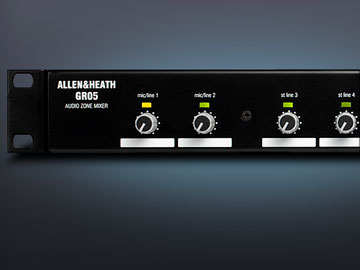 ALLEN&HEATH
GR05
AUDIO ZONE MIXER
mic/line 1
mic/line 2
st line 3
st line 4